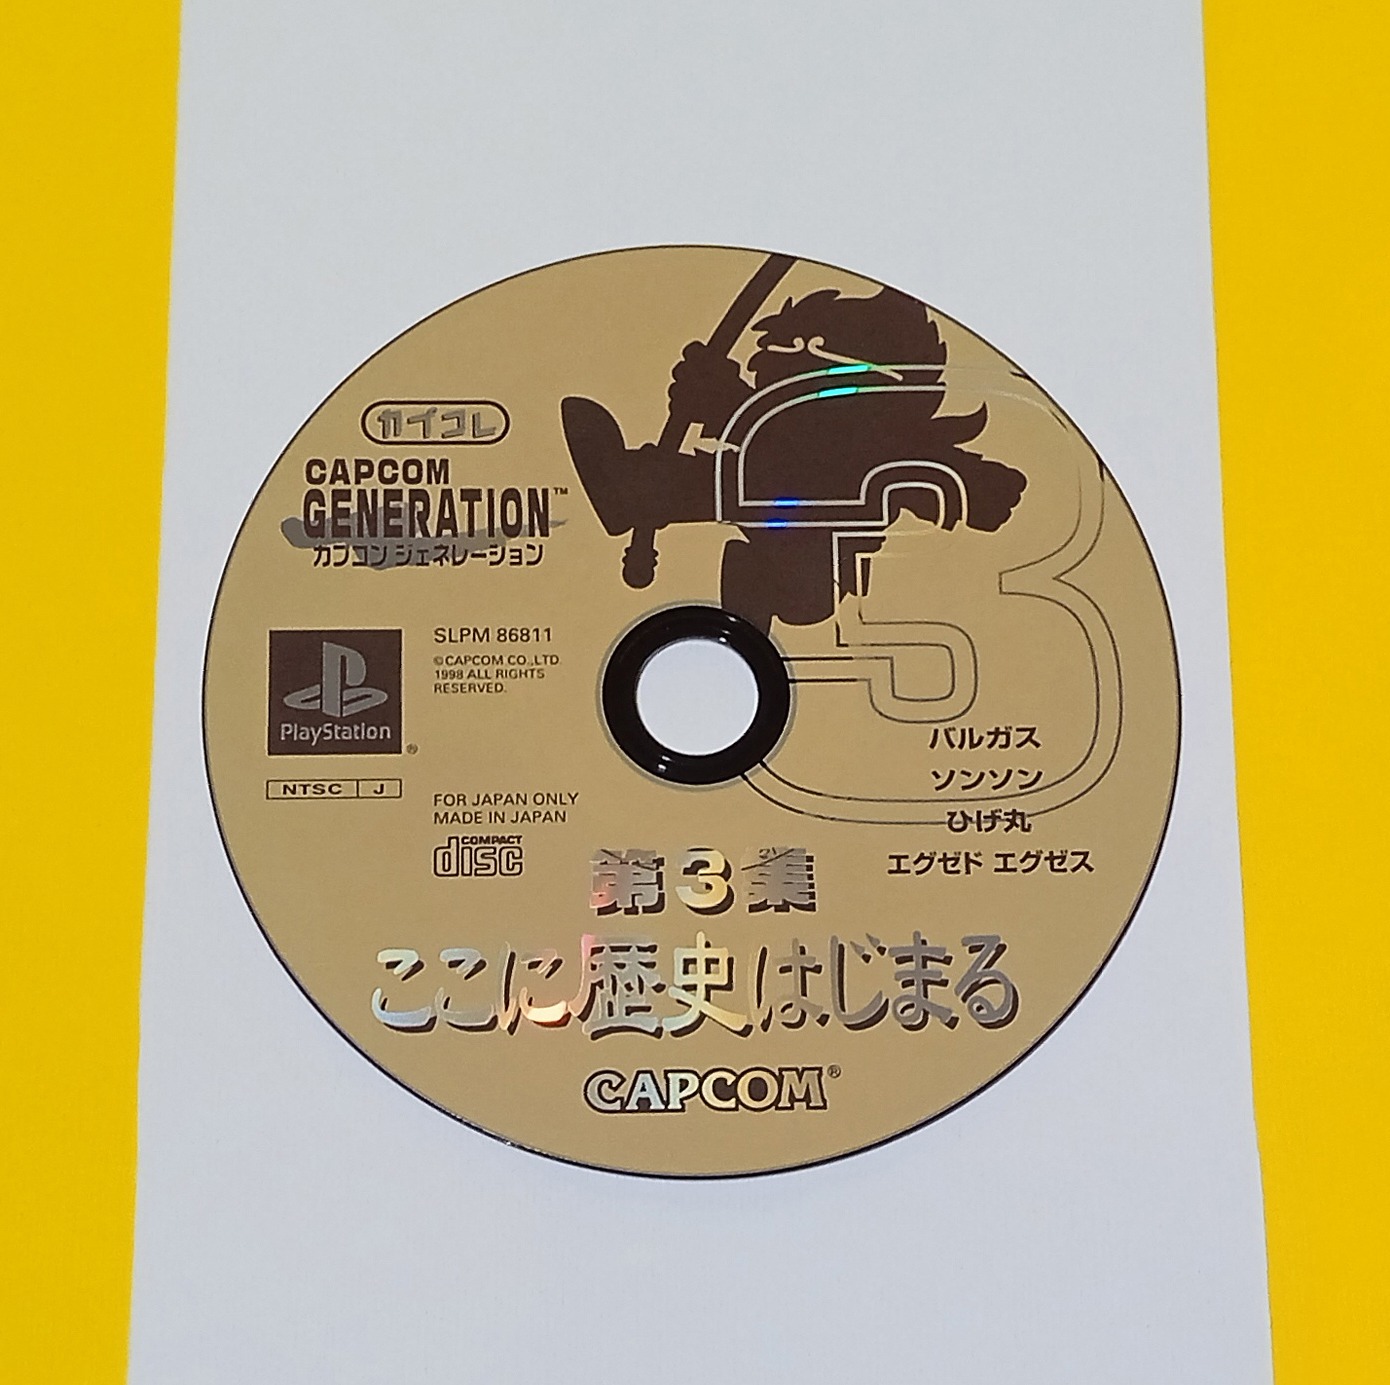 カイコレ
CAPCOM
GENERATION™
カプコン ジェネレーション
SLPM 86811
©CAPCOM CO.,LTD.
1998 ALL RIGHTS
RESERVED.
PlayStation®
NTSC J
FOR JAPAN ONLY
MADE IN JAPAN
COMPACT
disc
3
バルガス
ソンソン
ひげ丸
エグゼド エグゼス
第3集
ここに歴史はじまる
CAPCOM®